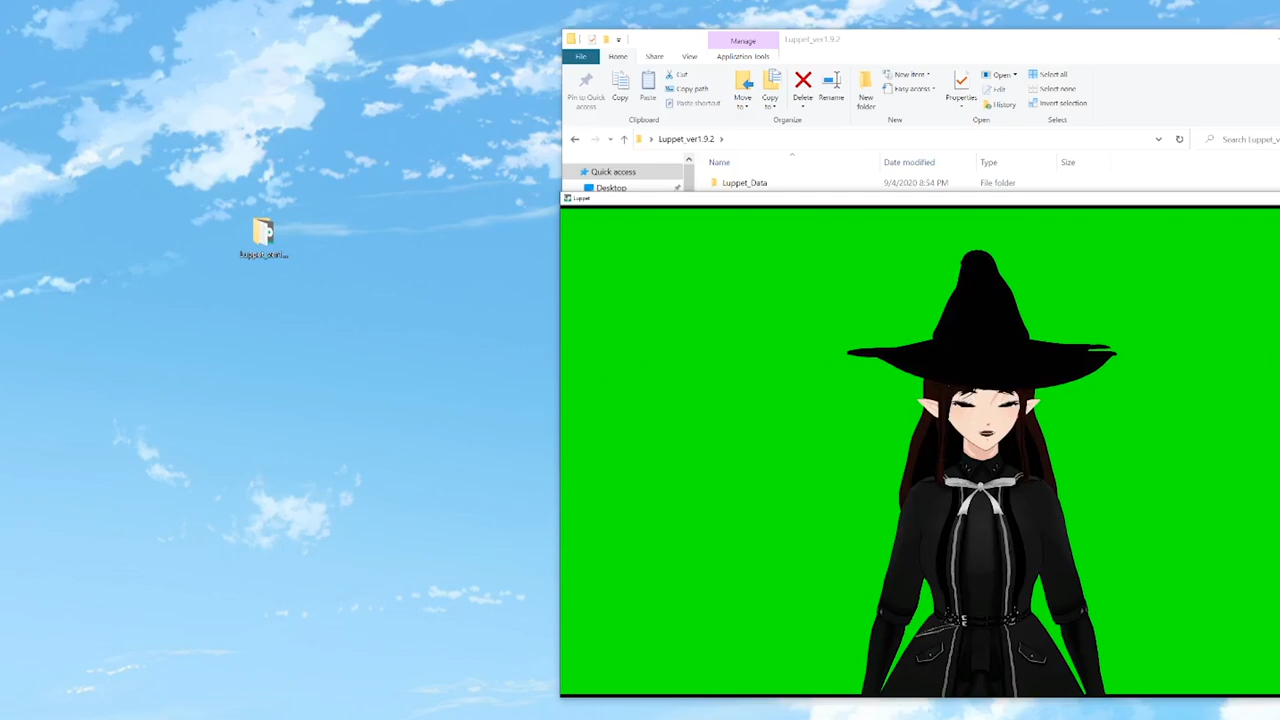 Manage
Luppet_ver1.9.2
File
Home
Share
View
Application Tools
Pin to Quick
access
Copy
Paste
Cut
Copy path
Paste shortcut
Clipboard
Move
to
Copy
to
Delete
Rename
Organize
New
folder
New item
Easy access
New
Properties
Open
Edit
History
Open
Select all
Select none
Invert selection
Select
Luppet_ver1.9.2
Search Luppet_v
Quick access
Desktop
Name
Date modified
Type
Size
Luppet_Data
9/4/2020 8:54 PM
File folder
Luppet